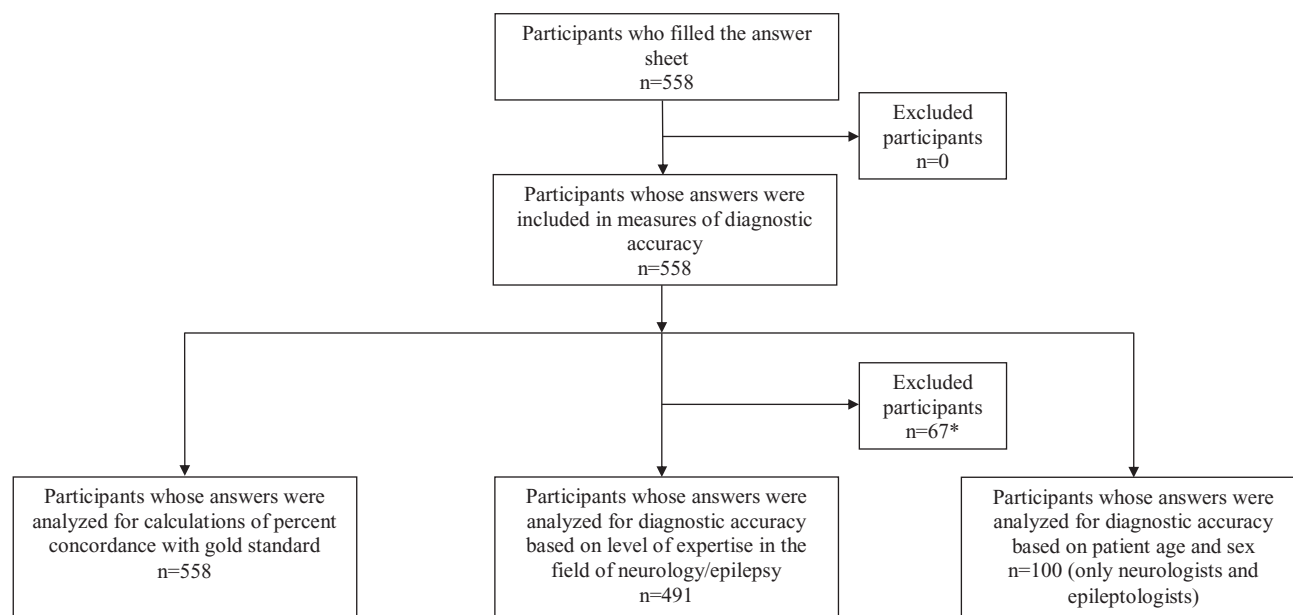 Participants who filled the answer
sheet
n=558
Excluded
participants
n=0
Participants whose answers were
included in measures of diagnostic
accuracy
n=558
Excluded
participants
n=67*
Participants whose answers were
analyzed for calculations of percent
concordance with gold standard
n=558
Participants whose answers were
analyzed for diagnostic accuracy
based on level of expertise in the
field of neurology/epilepsy
n=491
Participants whose answers were
analyzed for diagnostic accuracy
based on patient age and sex
n=100 (only neurologists and
epileptologists)